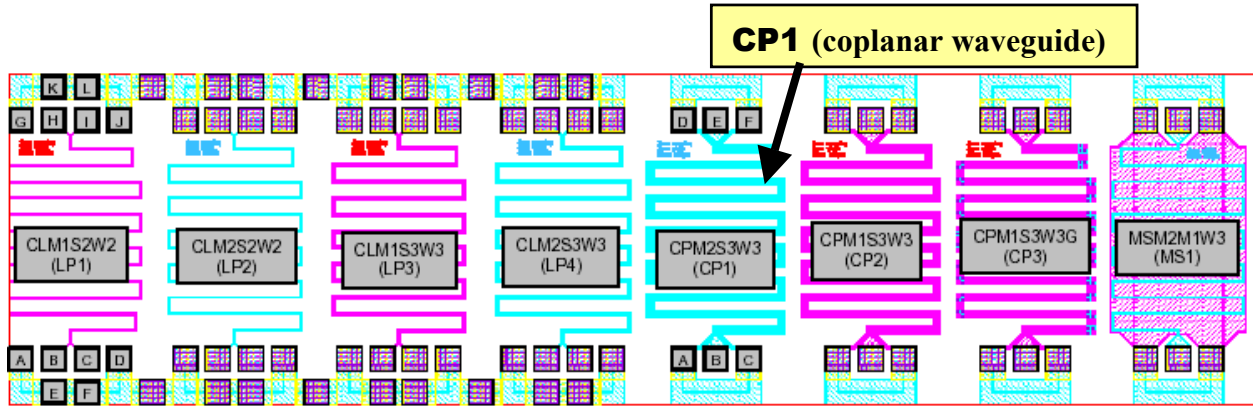 CP1 (coplanar waveguide)
K L
G H I J
D E F
CLM1S2W2
(LP1)
CLM2S2W2
(LP2)
CLM1S3W3
(LP3)
CLM2S3W3
(LP4)
CPM2S3W3
(CP1)
CPM1S3W3
(CP2)
CPM1S3W3G
(CP3)
MSM2M1W3
(MS1)
A B C D
A B C
E F